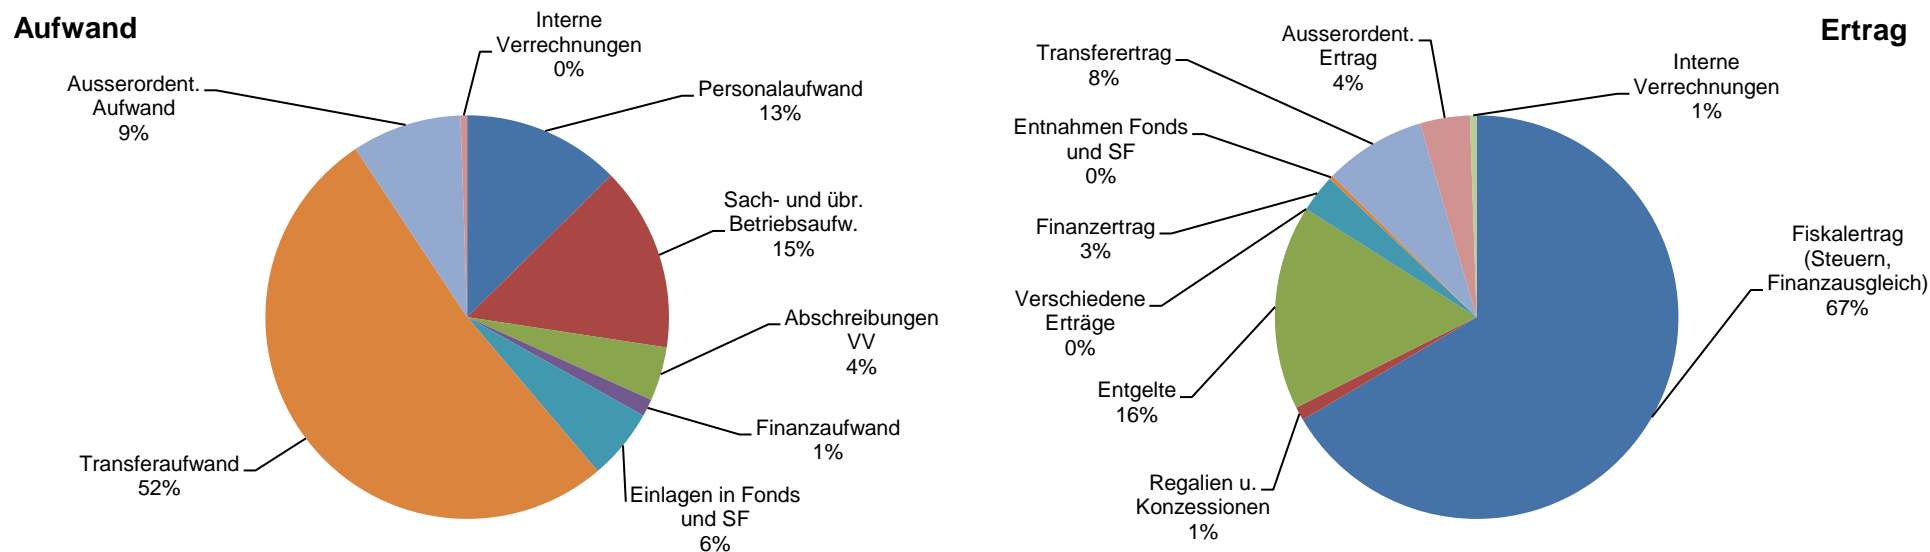 Aufwand
Interne
Verrechnungen
0%
Ausserordent.
Aufwand
9%
Personalaufwand
13%
Sach- und übr.
Betriebsaufw.
15%
Abschreibungen
VV
4%
Finanzaufwand
1%
Einlagen in Fonds
und SF
6%
Transferaufwand
52%
Ertrag
Ausserordent.
Ertrag
4%
Transferertrag
8%
Interne
Verrechnungen
1%
Entnahmen Fonds
und SF
0%
Finanzertrag
3%
Verschiedene
Erträge
0%
Entgelte
16%
Regalien u.
Konzessionen
1%
Fiskalertrag
(Steuern,
Finanzausgleich)
67%